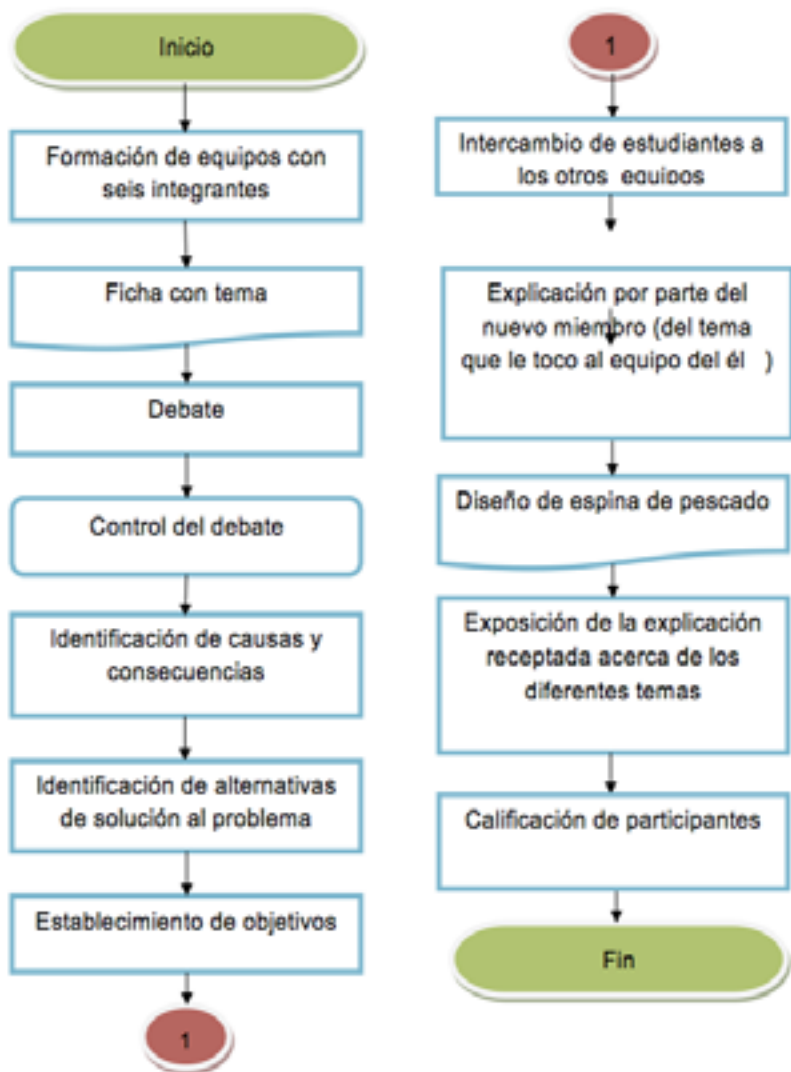 Inicio
Formación de equipos con
seis integrantes
Ficha con tema
Debate
Control del debate
Identificación de causas y
consecuencias
Identificación de alternativas
de solución al problema
Establecimiento de objetivos
1
1
Intercambio de estudiantes a
los otros equipos
Explicación por parte del
nuevo miembro (del tema
que le toco al equipo del él )
Diseño de espina de pescado
Exposición de la explicación
receptada acerca de los
diferentes temas
Calificación de participantes
Fin